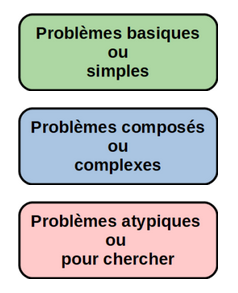 Problèmes basiques
ou
simples
Problèmes composés
ou
complexes
Problèmes atypiques
ou
pour chercher